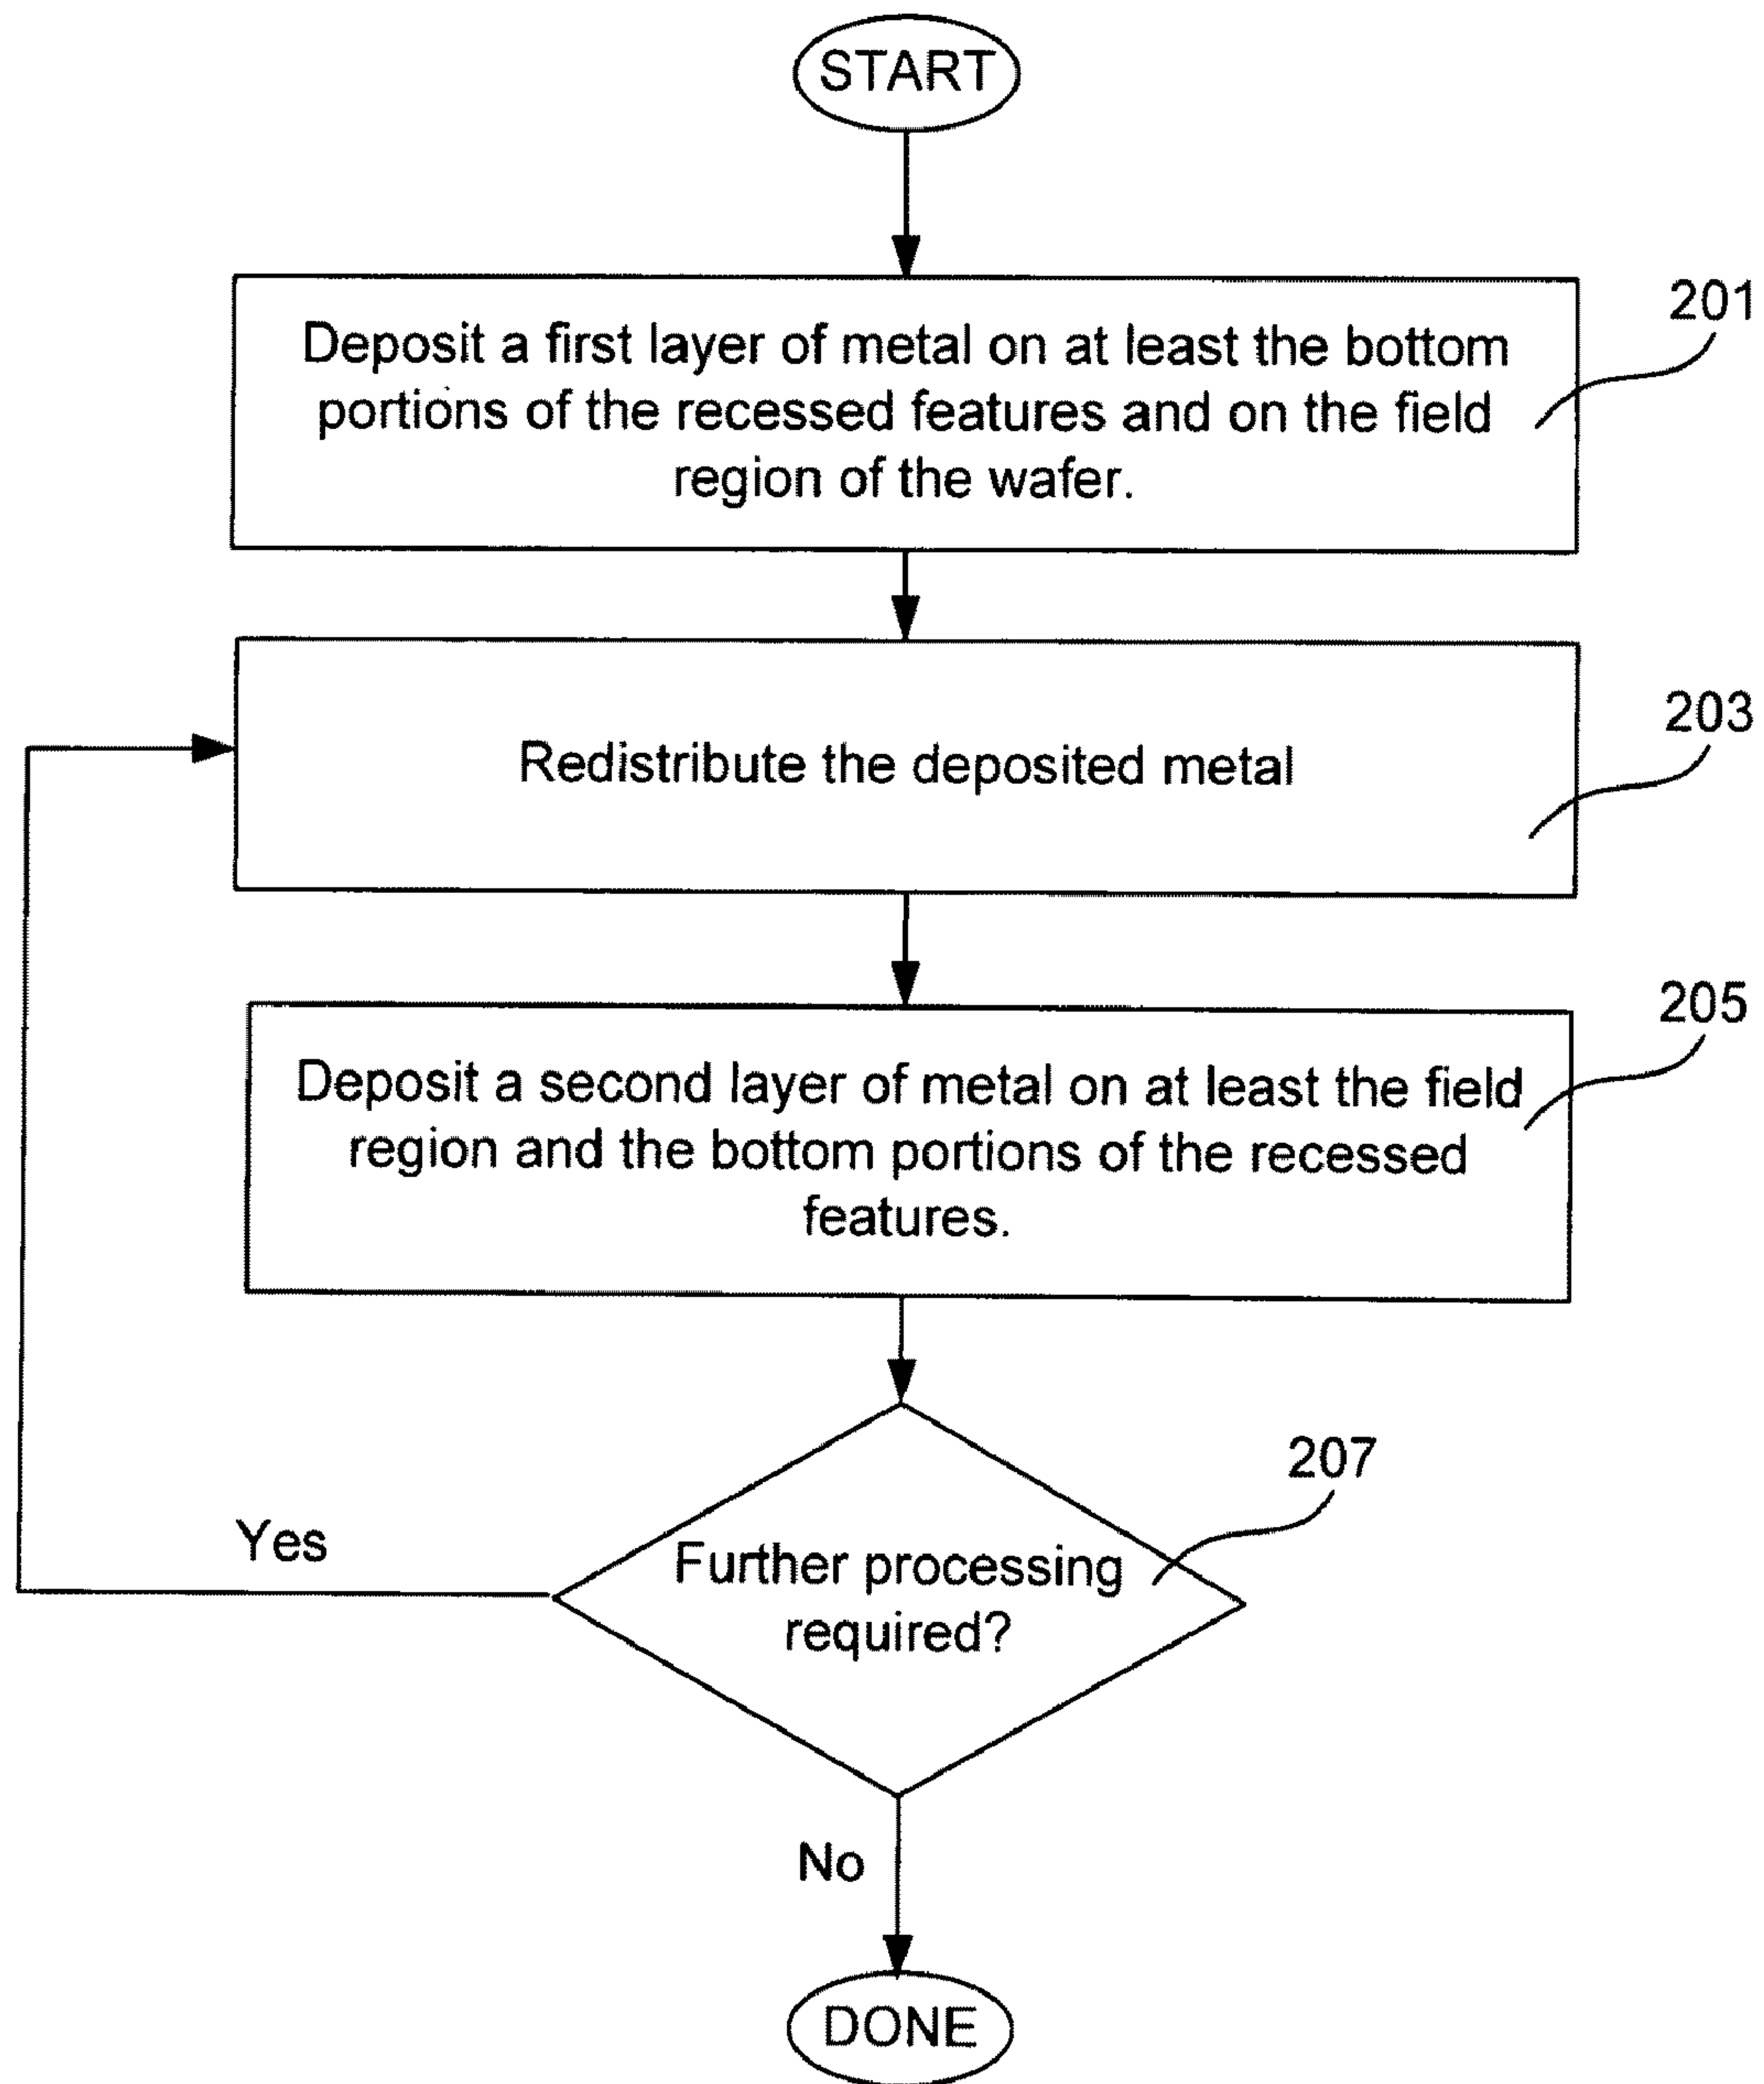 START
Deposit a first layer of metal on at least the bottom
portions of the recessed features and on the field
region of the wafer.
201
Redistribute the deposited metal
203
Deposit a second layer of metal on at least the field
region and the bottom portions of the recessed
features.
205
Further processing
required?
207
Yes
No
DONE